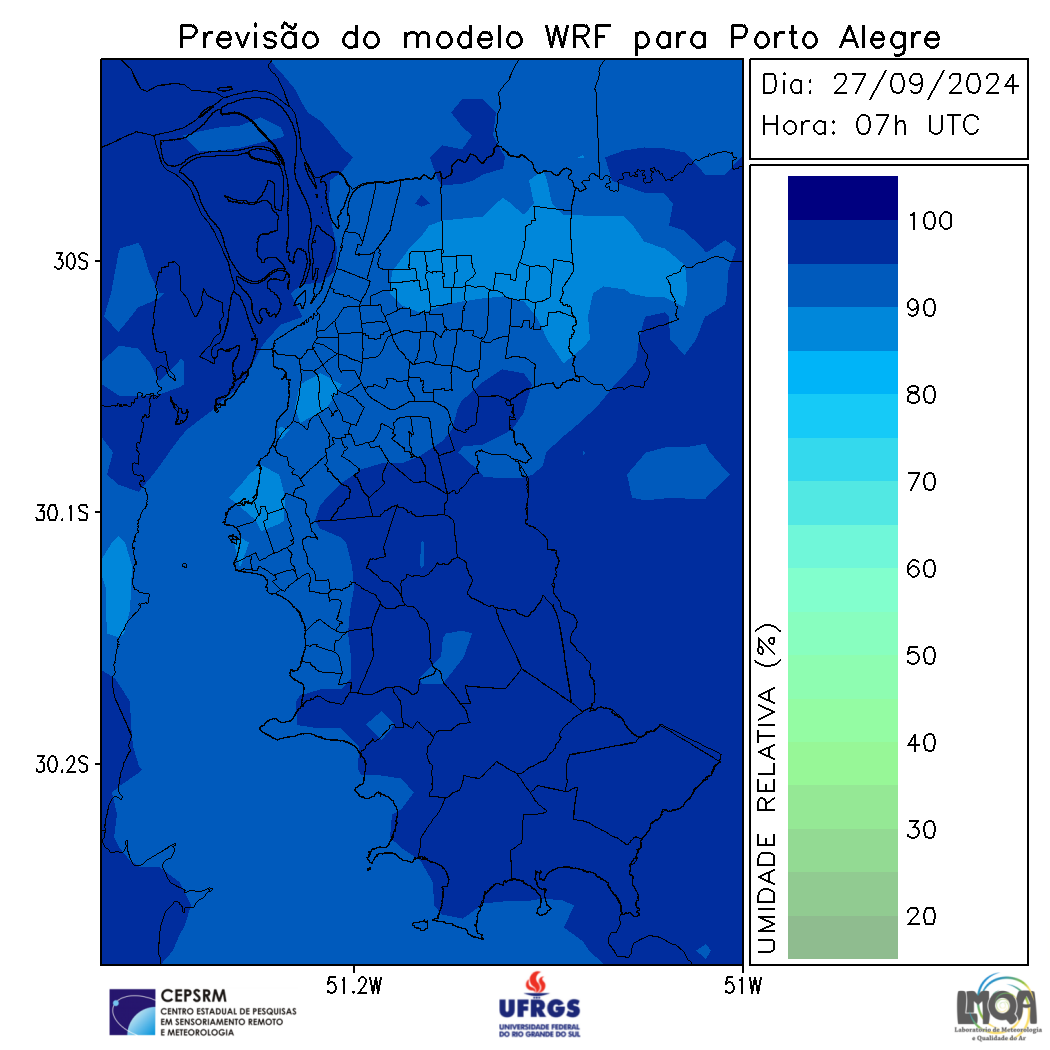 Previsão do modelo WRF para Porto Alegre
Dia: 27/09/2024
Hora: 07h UTC
30S
30.1S
30.2S
51.2W
51W
100
90
80
70
60
50
40
30
20
UMIDADE RELATIVA (%)
CEPSRM
CENTRO ESTADUAL DE PESQUISAS
EM SENSORIAMENTO REMOTO
E METEOROLOGIA
UFRGS
UNIVERSIDADE FEDERAL
DO RIO GRANDE DO SUL
LMQA
Laboratório de Meteorologia
e Qualidade do Ar